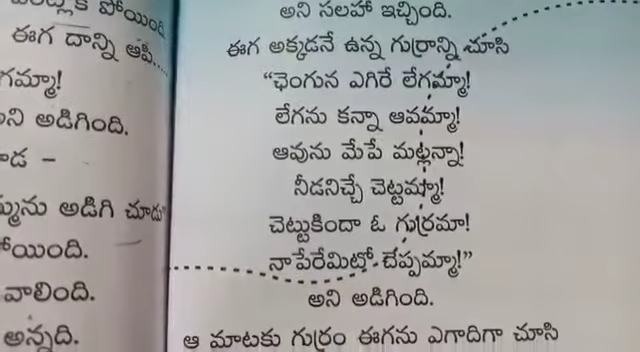 పోయింది
ఈగ దాన్ని ఆపి....
గమ్మా!
అడిగింది.
అడిగి చూడు"
వాలింది.
అన్నది.
అని సలహా ఇచ్చింది.
ఈగ అక్కడనే ఉన్న గుర్రాన్ని చూసి
“ఛెంగున ఎగిరే లేగమ్మా!
లేగను కన్నా ఆవమ్మా!
ఆవును మేపే మల్లన్నా!
నీడనిచ్చే చెట్టమ్మా!
చెట్టుకిందా ఓ గుర్రమా!
నాపేరేమిట్లో చెప్పమ్మా!”
అని అడిగింది.
ఆ మాటకు గుర్రం ఈగను ఎగాదిగా చూసి